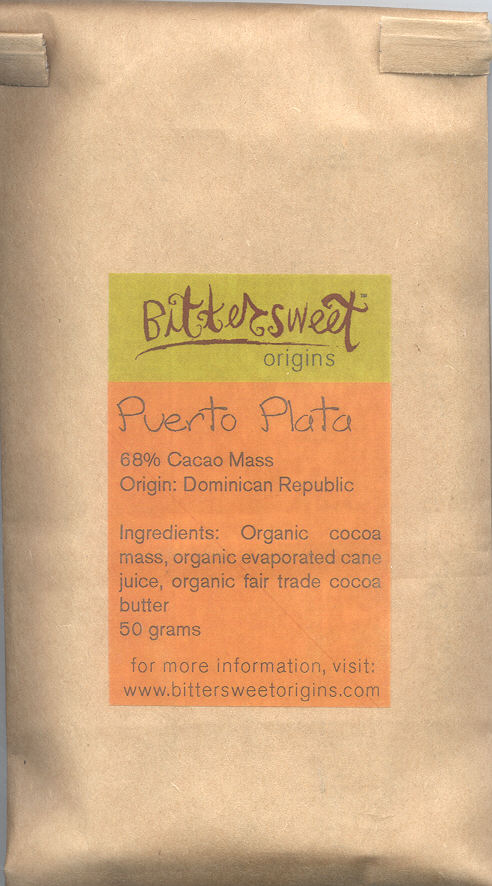 Bittersweet™
origins
Puerto Plata
68% Cacao Mass
Origin: Dominican Republic
Ingredients: Organic cocoa
mass, organic evaporated cane
juice, organic fair trade cocoa
butter
50 grams
for more information, visit:
www.bittersweetorigins.com